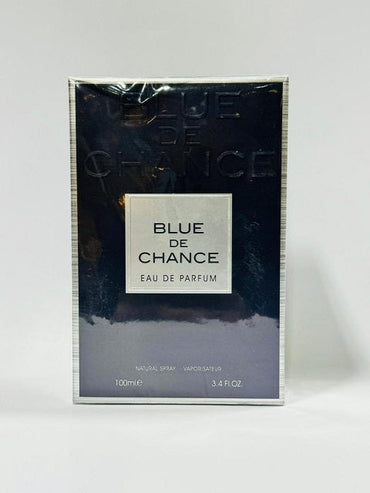 BLUE
DE
CHANCE
BLUE
DE
CHANCE
EAU DE PARFUM
NATURAL SPRAY VAPORISATEUR
100ml.℮ 3.4 FL.OZ.